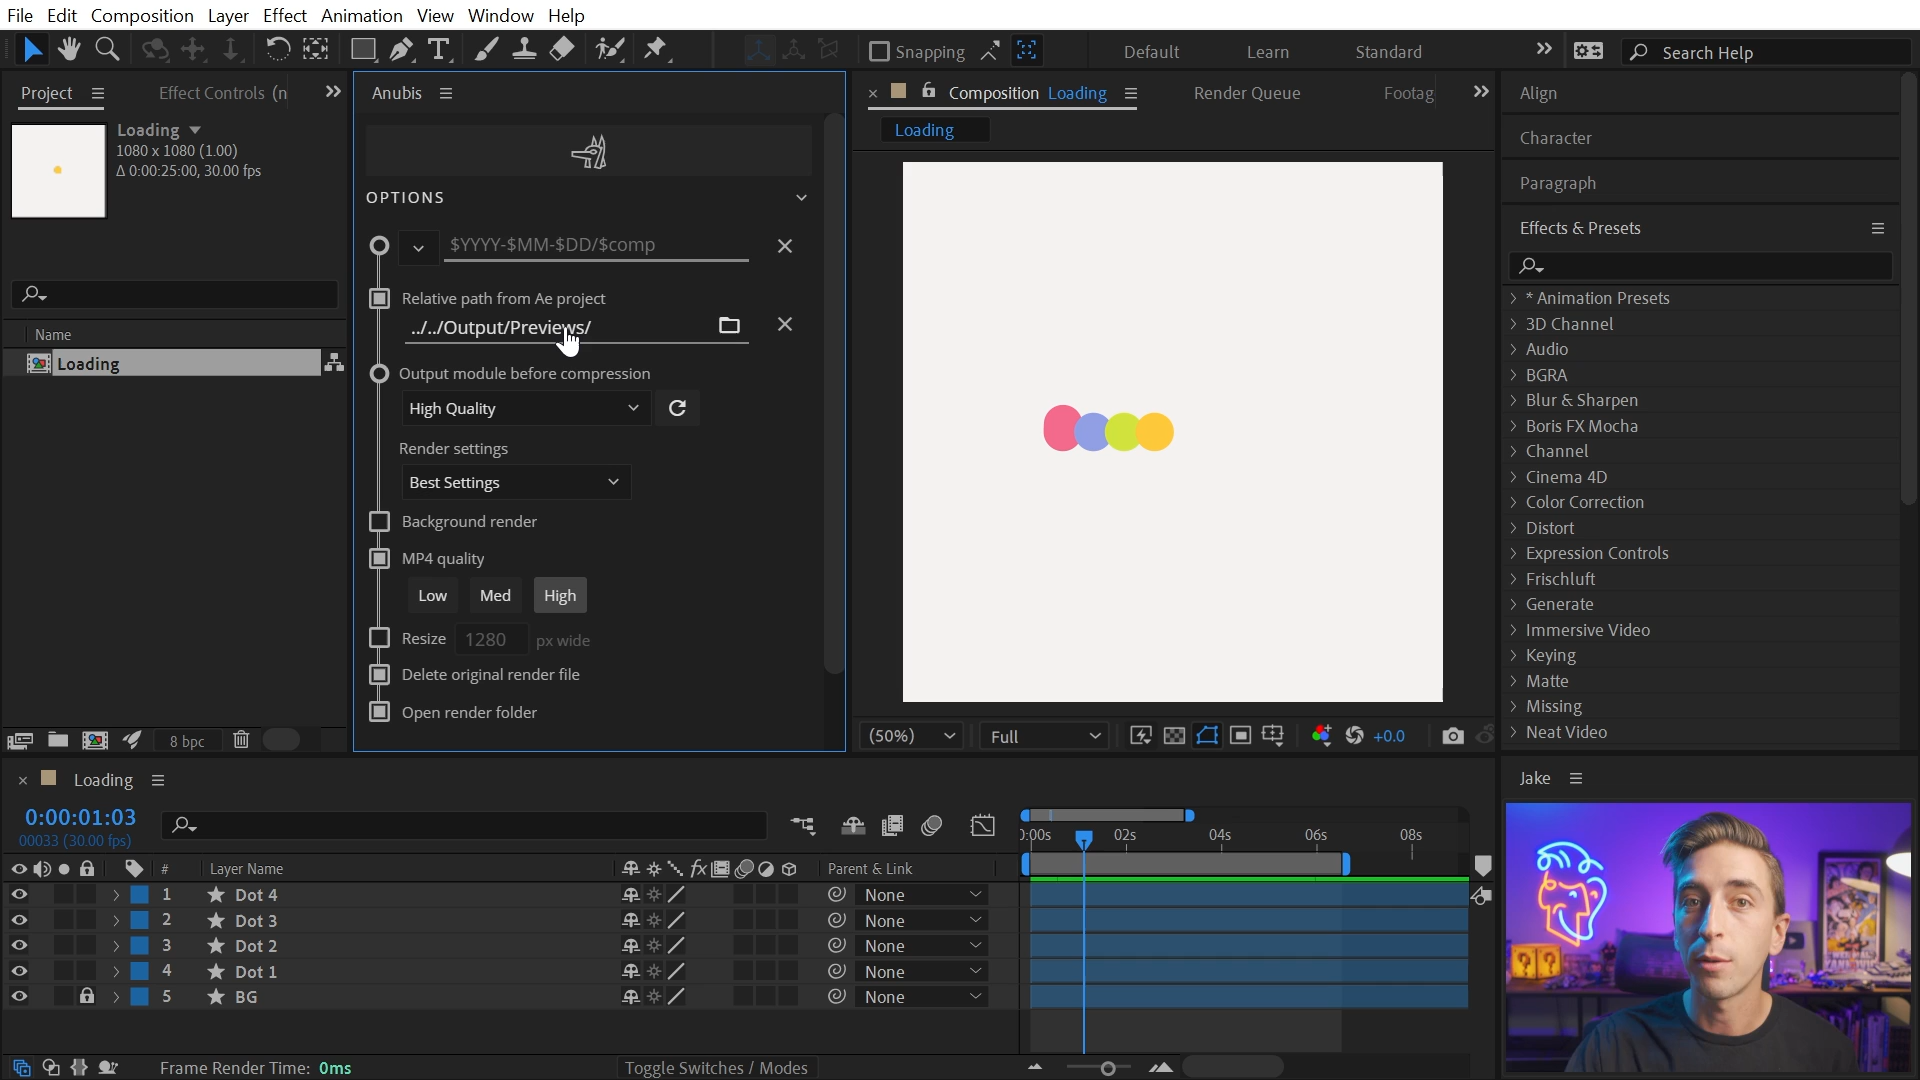 File Edit Composition Layer Effect Animation View Window Help
Snapping
Default Learn Standard
Search Help
Project Effect Controls (n
Loading
1080 x 1080 (1.00)
Δ 0:00:25:00, 30.00 fps
Name
Loading
8 bpc
Anubis
OPTIONS
$YYYY-$MM-$DD/$comp
Relative path from Ae project
../../Output/Previews/
Output module before compression
High Quality
Render settings
Best Settings
Background render
MP4 quality
Low Med High
Resize 1280 px wide
Delete original render file
Open render folder
Composition Loading Render Queue Footag
Loading
(50%) Full +0.0
Align
Character
Paragraph
Effects & Presets
* Animation Presets
3D Channel
Audio
BGRA
Blur & Sharpen
Boris FX Mocha
Channel
Cinema 4D
Color Correction
Distort
Expression Controls
Frischluft
Generate
Immersive Video
Keying
Matte
Missing
Neat Video
Loading
0:00:01:03
00033 (30.00 fps)
):00s 02s 04s 06s 08s
# Layer Name fx Parent & Link
1 Dot 4 None
2 Dot 3 None
3 Dot 2 None
4 Dot 1 None
5 BG None
Frame Render Time: 0ms Toggle Switches / Modes
Jake